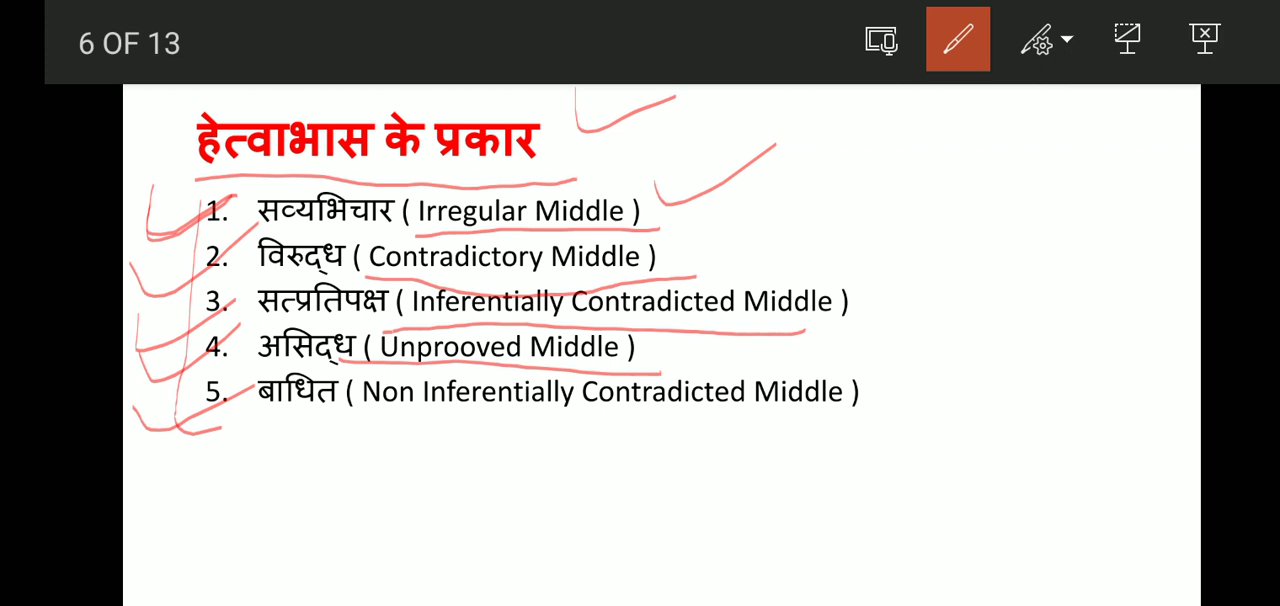 6 OF 13
हेत्वाभास के प्रकार
1. सव्यभिचार ( Irregular Middle )
2. विरुद्ध ( Contradictory Middle )
3. सत्प्रतिपक्ष ( Inferentially Contradicted Middle )
4. असिद्ध ( Unprooved Middle )
5. बाधित ( Non Inferentially Contradicted Middle )